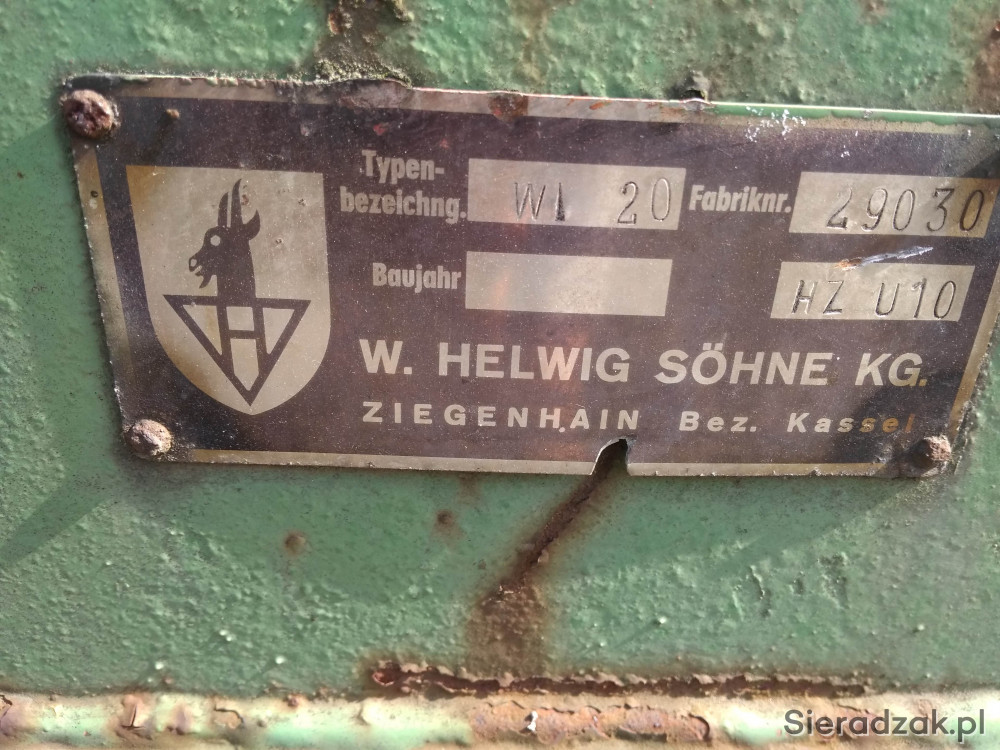 Typen-
bezeichng. WL 20 Fabriknr. 29030
Baujahr HZ U10
H
W. HELWIG SÖHNE KG.
ZIEGENHAIN Bez. Kassel
Sieradzak.pl